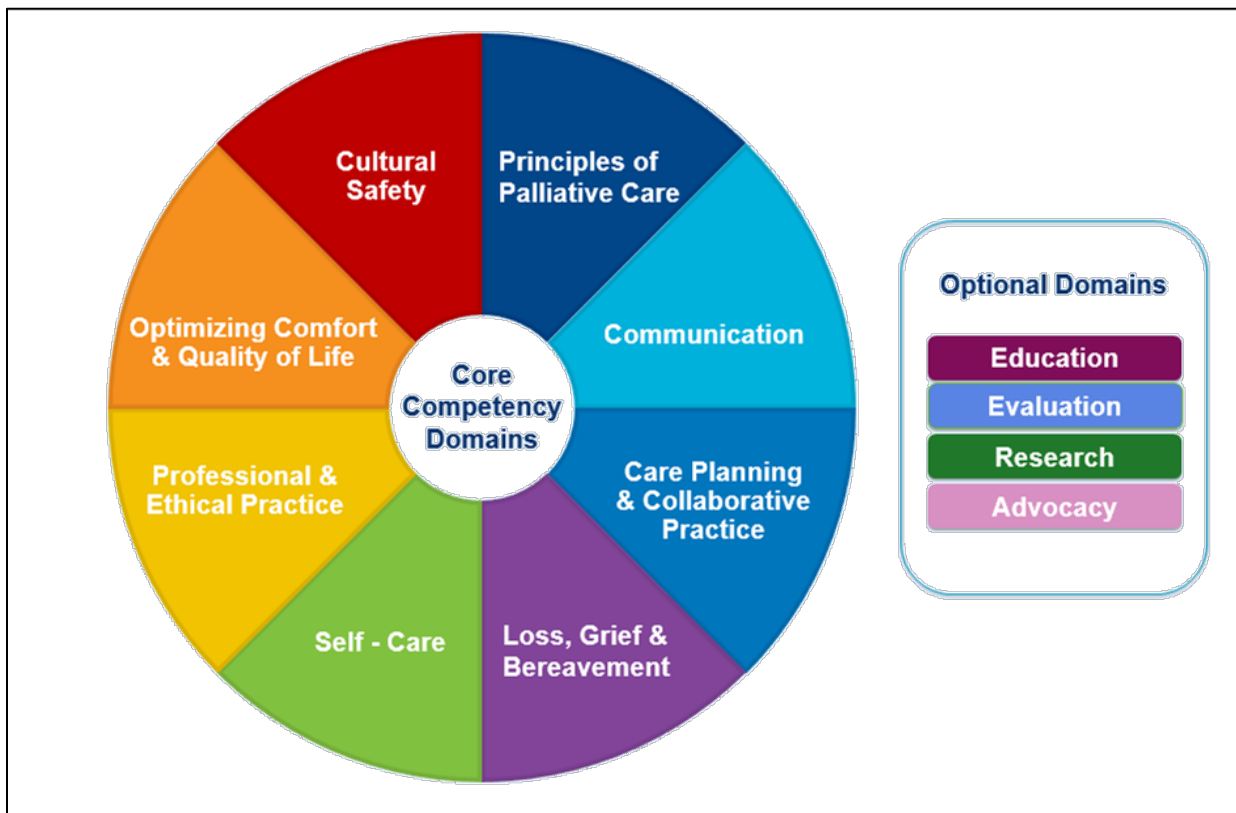 Cultural
Safety
Principles of
Palliative Care
Communication
Care Planning
& Collaborative
Practice
Loss, Grief &
Bereavement
Self - Care
Professional &
Ethical Practice
Optimizing Comfort
& Quality of Life
Core
Competency
Domains
Optional Domains
Education
Evaluation
Research
Advocacy